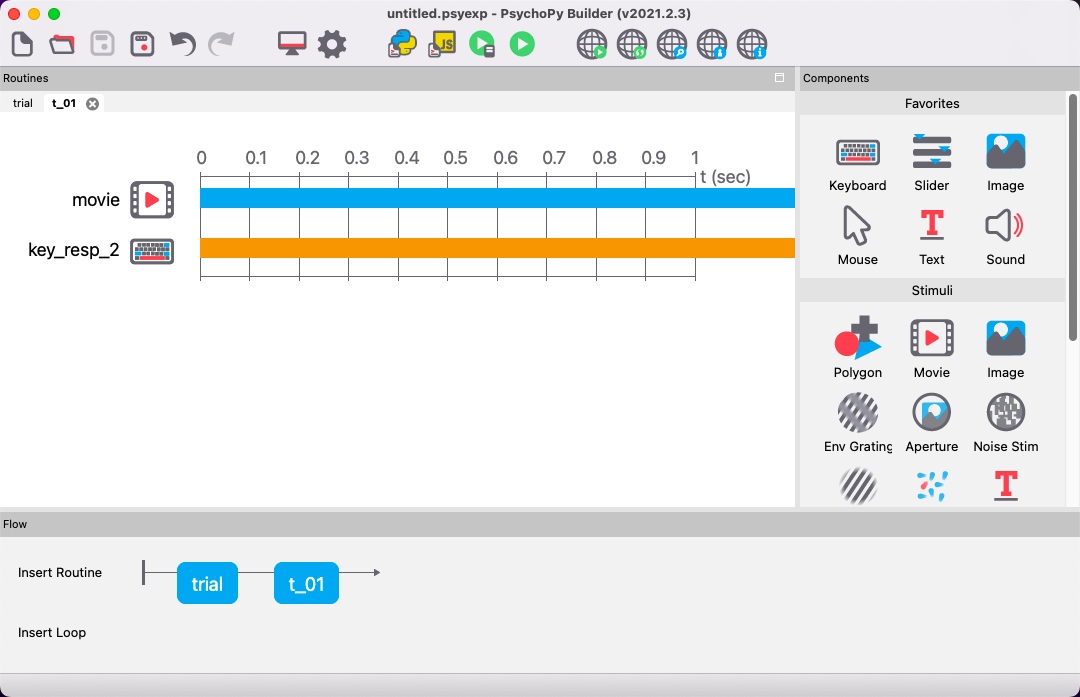 untitled.psyexp - PsychoPy Builder (v2021.2.3)
JS
Routines
Components
trial
t_01
Favorites
0 0.1 0.2 0.3 0.4 0.5 0.6 0.7 0.8 0.9 1
t (sec)
movie
key_resp_2
Keyboard Slider Image
T
Mouse Text Sound
Stimuli
Polygon Movie Image
Env Grating Aperture Noise Stim
T
Flow
Insert Routine
trial
t_01
Insert Loop